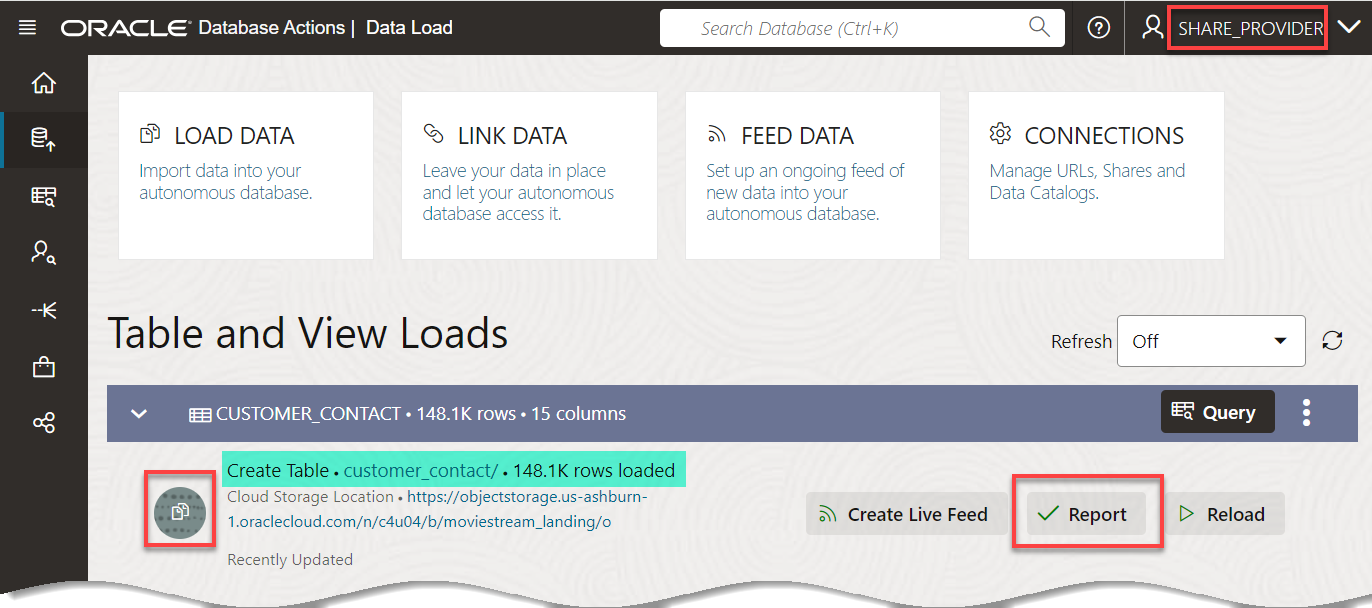 ORACLE Database Actions | Data Load
Search Database (Ctrl+K)
SHARE_PROVIDER
LOAD DATA
Import data into your
autonomous database.
LINK DATA
Leave your data in place
and let your autonomous
database access it.
FEED DATA
Set up an ongoing feed of
new data into your
autonomous database.
CONNECTIONS
Manage URLs, Shares and
Data Catalogs.
Table and View Loads
Refresh
Off
CUSTOMER_CONTACT • 148.1K rows • 15 columns
Query
Create Table • customer_contact/ • 148.1K rows loaded
Cloud Storage Location • https://objectstorage.us-ashburn-
1.oraclecloud.com/n/c4u04/b/moviestream_landing/o
Recently Updated
Create Live Feed
Report
Reload